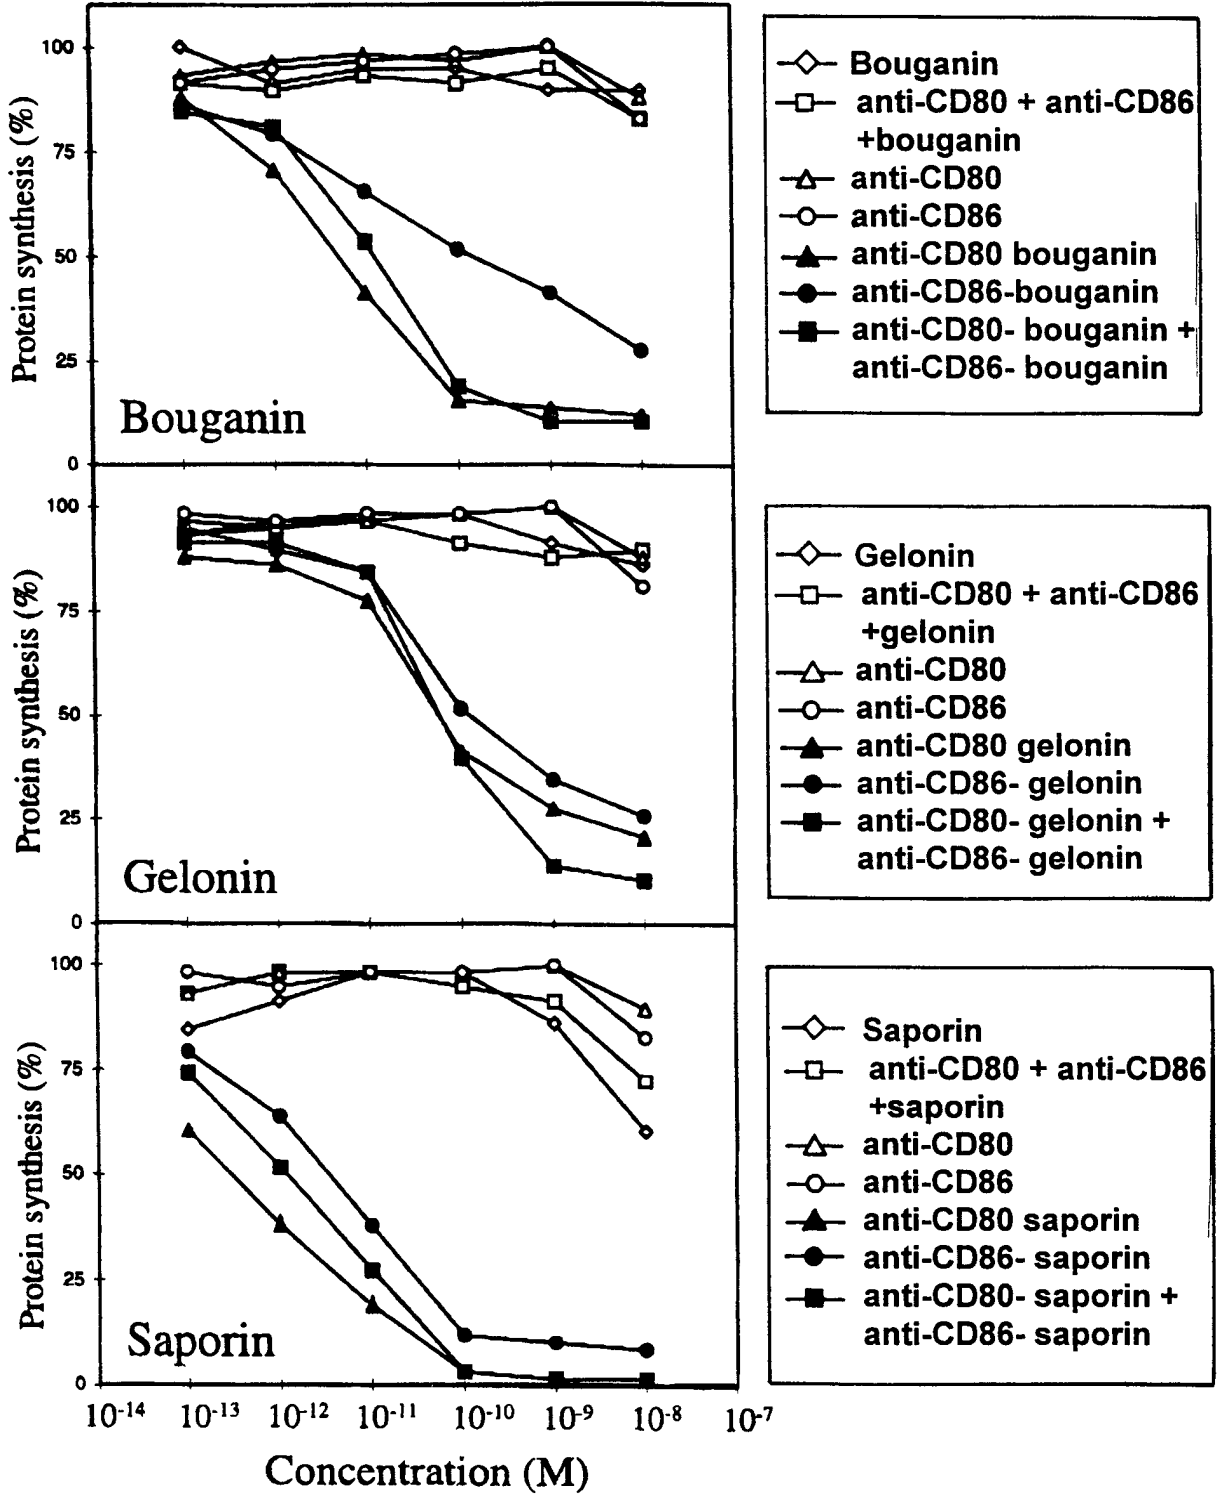 100
75
50
25
0
Protein synthesis (%)
Bouganin
Bouganin
anti-CD80 + anti-CD86
+bouganin
anti-CD80
anti-CD86
anti-CD80 bouganin
anti-CD86-bouganin
anti-CD80- bouganin +
anti-CD86- bouganin
100
75
50
25
0
Protein synthesis (%)
Gelonin
Gelonin
anti-CD80 + anti-CD86
+gelonin
anti-CD80
anti-CD86
anti-CD80 gelonin
anti-CD86- gelonin
anti-CD80- gelonin +
anti-CD86- gelonin
100
75
50
25
0
Protein synthesis (%)
Saporin
Saporin
anti-CD80 + anti-CD86
+saporin
anti-CD80
anti-CD86
anti-CD80 saporin
anti-CD86- saporin
anti-CD80- saporin +
anti-CD86- saporin
10⁻¹⁴ 10⁻¹³ 10⁻¹² 10⁻¹¹ 10⁻¹⁰ 10⁻⁹ 10⁻⁸ 10⁻⁷
Concentration (M)